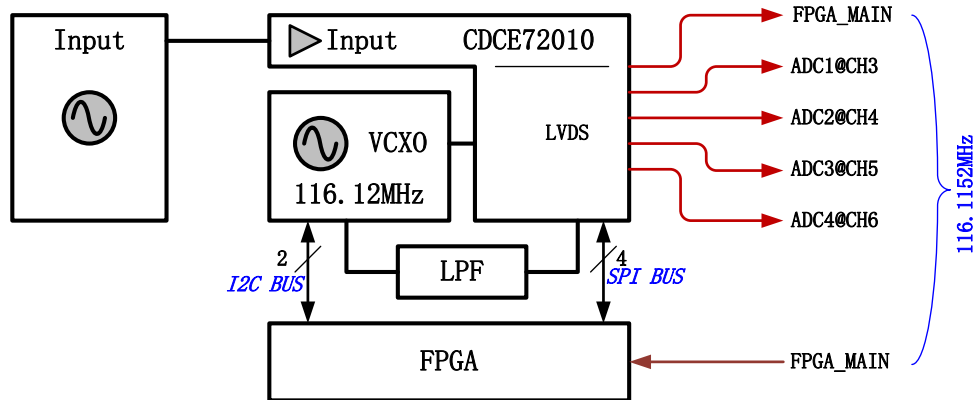 Input
Input
CDCE72010
FPGA_MAIN
ADC1@CH3
ADC2@CH4
ADC3@CH5
ADC4@CH6
LVDS
VCXO
116.12MHz
116.1152MHz
2
I2C BUS
LPF
4
SPI BUS
FPGA
FPGA_MAIN